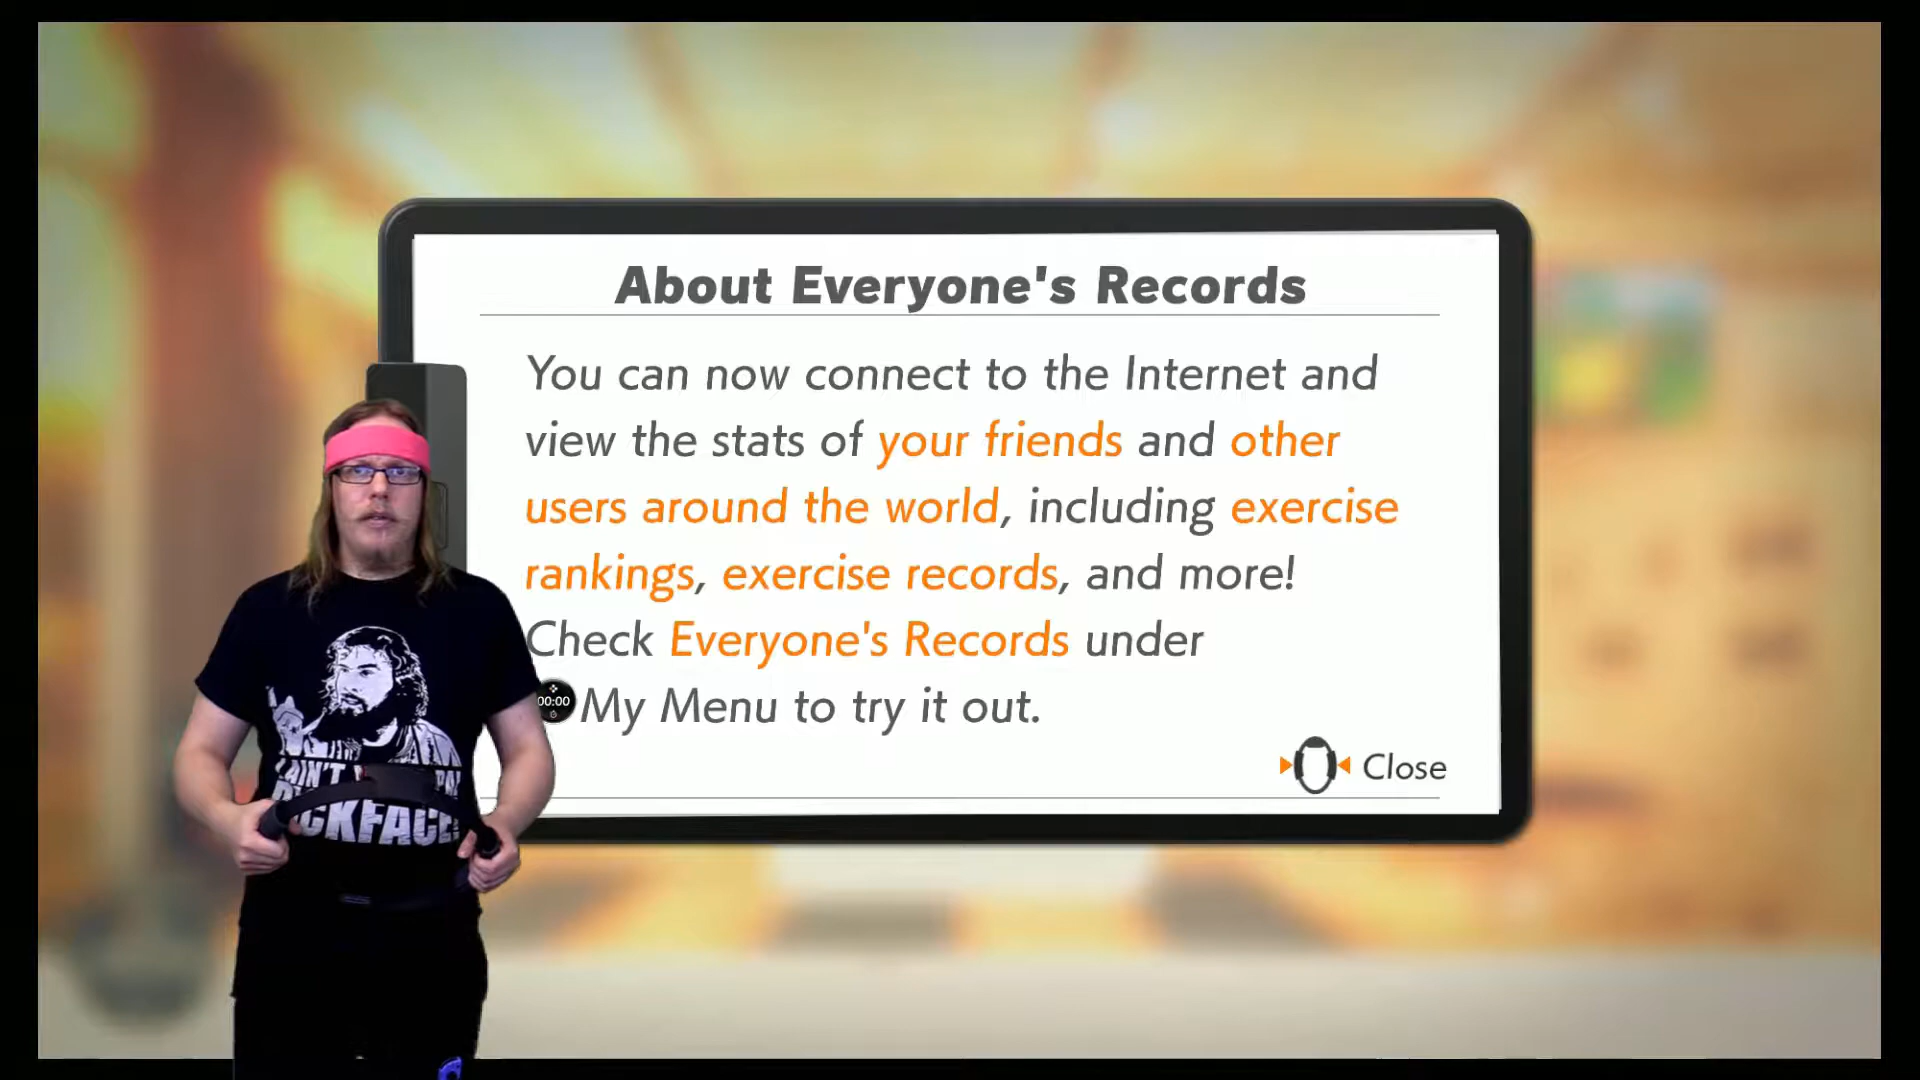 About Everyone's Records
You can now connect to the Internet and
view the stats of your friends and other
users around the world, including exercise
rankings, exercise records, and more!
Check Everyone's Records under
00:00 My Menu to try it out.
Close
AIN'T